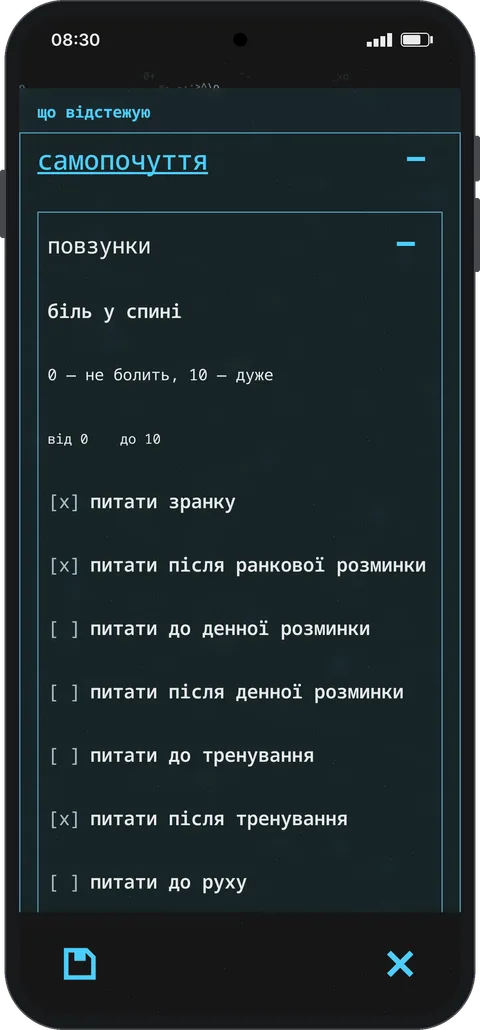 08:30
що відстежую
самопочуття
повзунки
біль у спині
0 — не болить, 10 — дуже
від 0 до 10
[x] питати зранку
[x] питати після ранкової розминки
[ ] питати до денної розминки
[ ] питати після денної розминки
[ ] питати до тренування
[x] питати після тренування
[ ] питати до руху